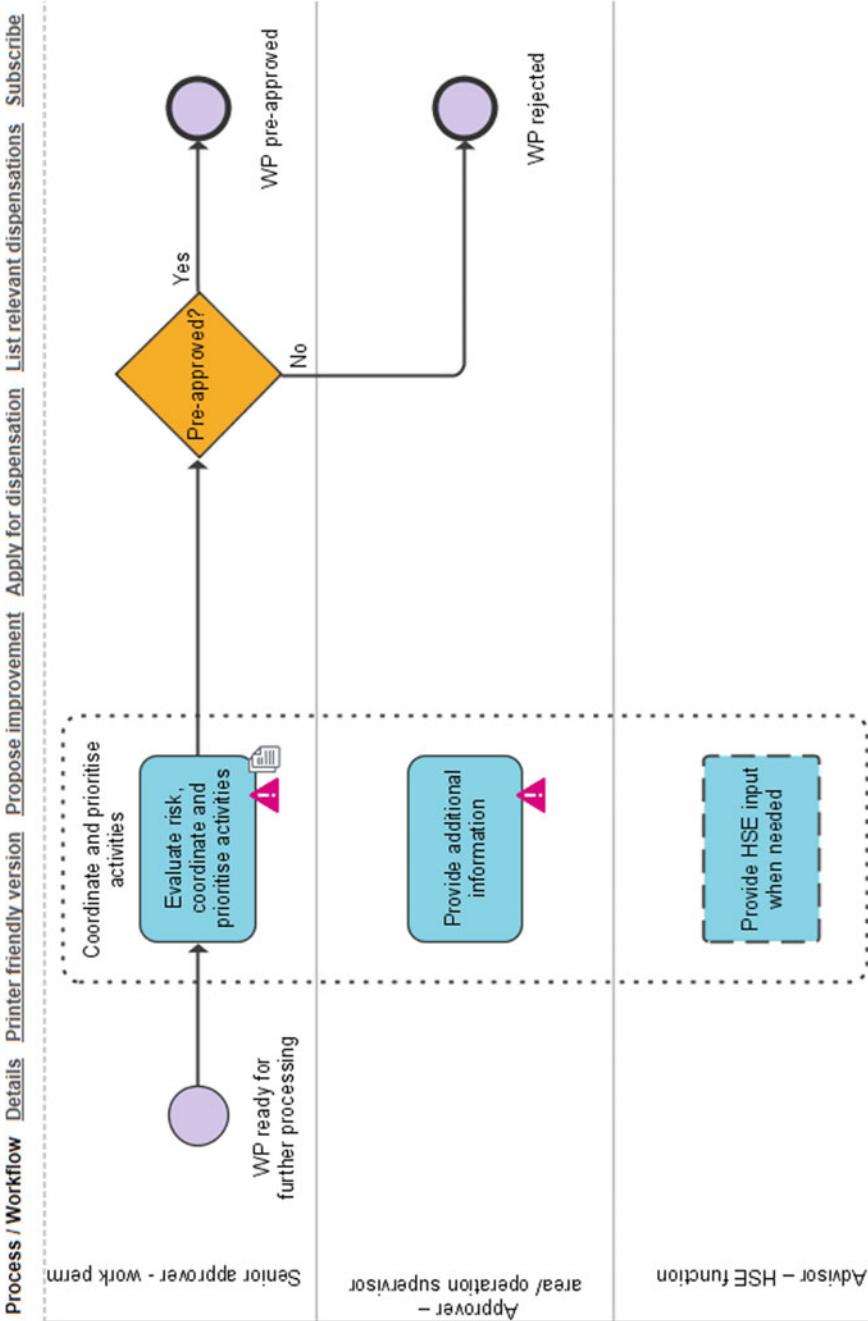 Process / Workflow Details Printer friendly version Propose improvement Apply for dispensation List relevant dispensations Subscribe
Senior approver - work perm
WP ready for
further processing
Coordinate and prioritise
activities
Evaluate risk,
coordinate and
prioritise activities
Pre-approved?
Yes
No
WP pre-approved
Approver –
area/ operation supervisor
Provide additional
information
WP rejected
Advisor – HSE function
Provide HSE input
when needed